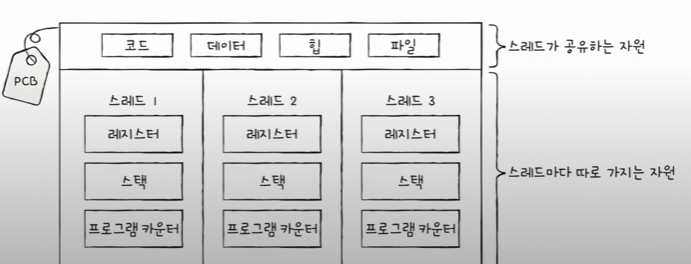 코드 데이터 힙 파일 스레드가 공유하는 자원
PCB
스레드 1 스레드 2 스레드 3
레지스터 레지스터 레지스터
스택 스택 스택 스레드마다 따로 가지는 자원
프로그램 카운터 프로그램 카운터 프로그램 카운터